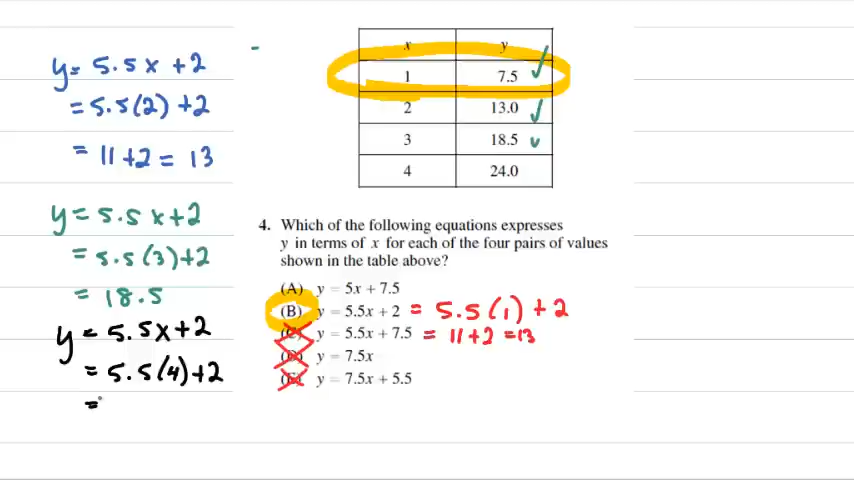 y = 5.5x + 2
= 5.5(2) + 2
= 11 + 2 = 13
y = 5.5x + 2
= 5.5(3) + 2
= 18.5
y = 5.5x + 2
= 5.5(4) + 2
=
x y
1 7.5 ✓
2 13.0 ✓
3 18.5 ✓
4 24.0
4. Which of the following equations expresses
y in terms of x for each of the four pairs of values
shown in the table above?
(A) y = 5x + 7.5
(B) y = 5.5x + 2 = 5.5(1) + 2
(C) y = 5.5x + 7.5 = 11 + 2 = 13
(D) y = 7.5x
(E) y = 7.5x + 5.5